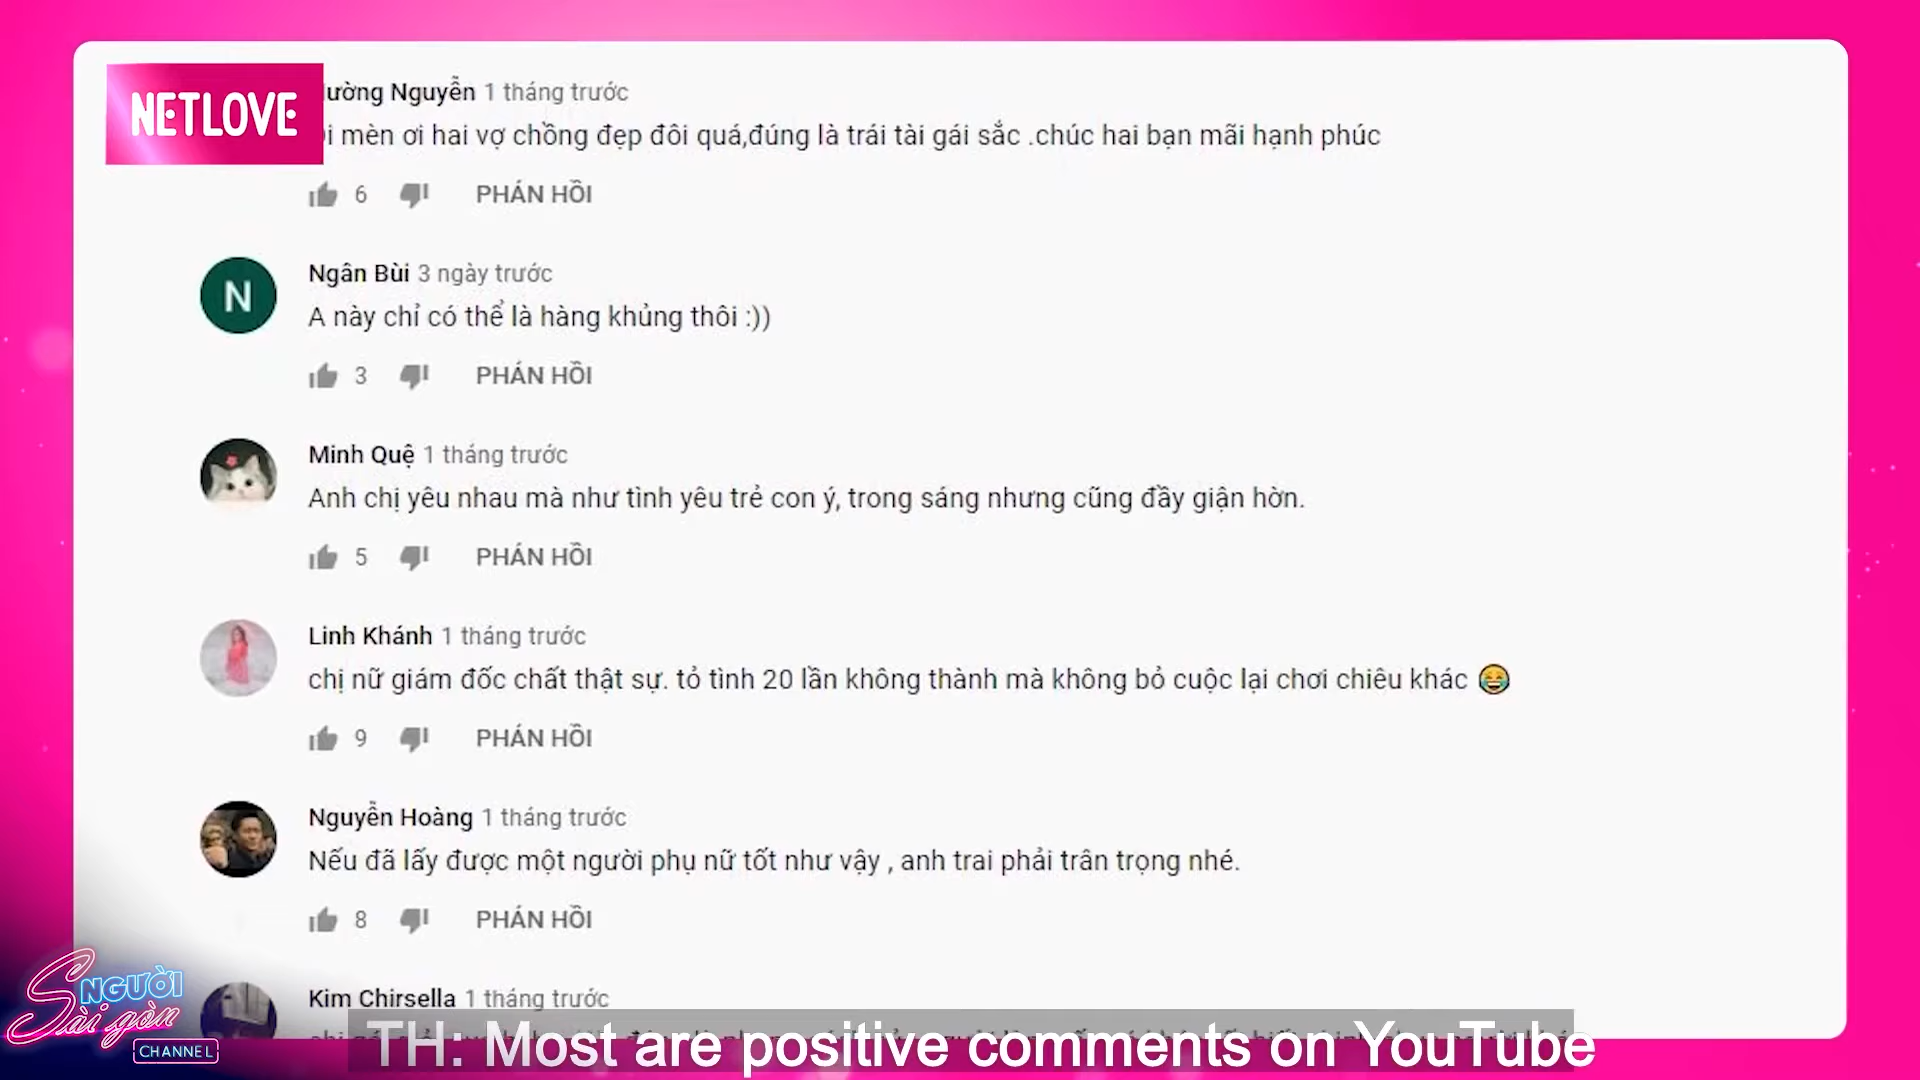 NETLOVE
Nguyễn 1 tháng trước
mèn ơi hai vợ chồng đẹp đôi quá,đúng là trái tài gái sắc .chúc hai bạn mãi hạnh phúc
6 PHẢN HỒI
N
Ngân Bùi 3 ngày trước
A này chỉ có thể là hàng khủng thôi :))
3 PHẢN HỒI
Minh Quệ 1 tháng trước
Anh chị yêu nhau mà như tình yêu trẻ con ý, trong sáng nhưng cũng đầy giận hờn.
5 PHẢN HỒI
Linh Khánh 1 tháng trước
chị nữ giám đốc chất thật sự. tỏ tình 20 lần không thành mà không bỏ cuộc lại chơi chiêu khác 😂
9 PHẢN HỒI
Nguyễn Hoàng 1 tháng trước
Nếu đã lấy được một người phụ nữ tốt như vậy , anh trai phải trân trọng nhé.
8 PHẢN HỒI
Kim Chirsella 1 tháng trước
TH: Most are positive comments on YouTube
NGƯỜI
Sài gòn
CHANNEL